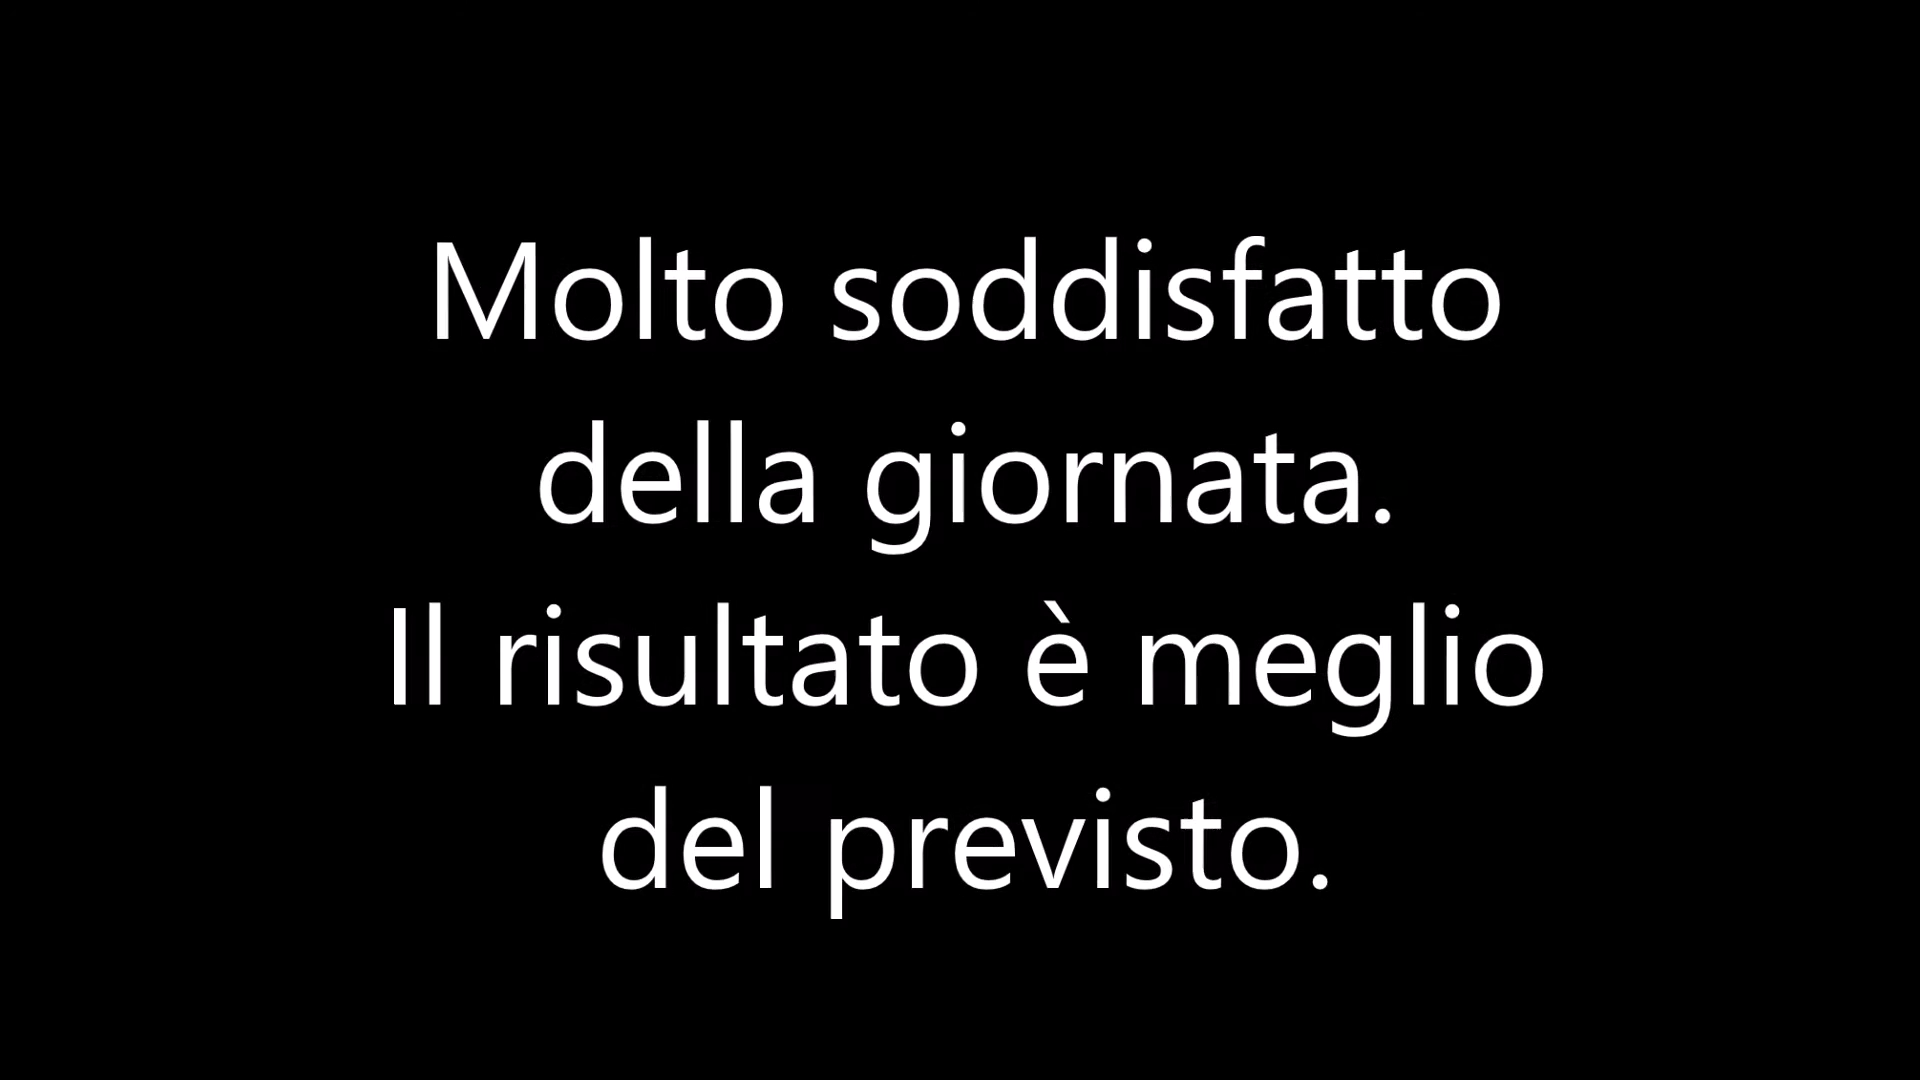 Molto soddisfatto
della giornata.
Il risultato è meglio
del previsto.